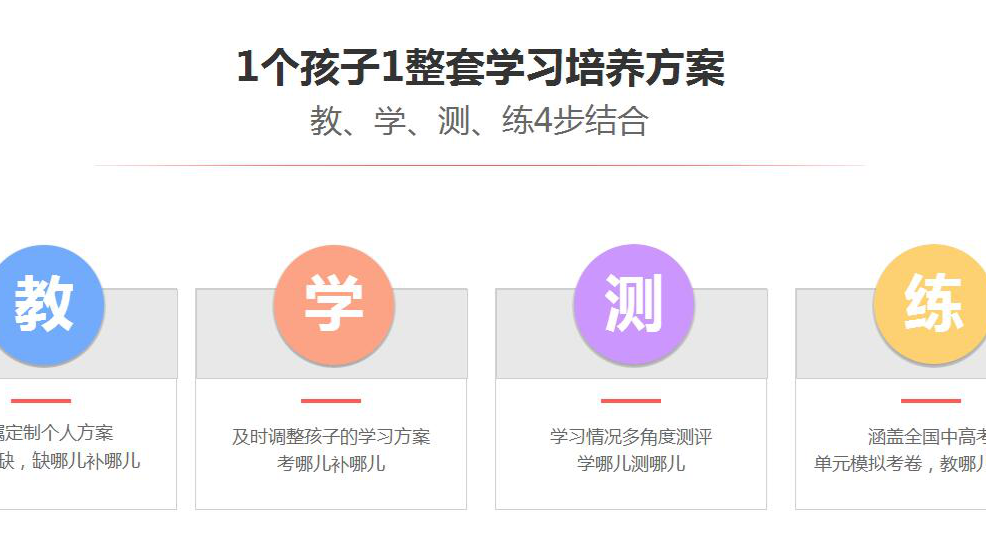 1个孩子1整套学习培养方案
教、学、测、练4步结合
教
学
测
练
属定制个人方案
缺，缺哪儿补哪儿
及时调整孩子的学习方案
考哪儿补哪儿
学习情况多角度测评
学哪儿测哪儿
涵盖全国中高考
单元模拟考卷，教哪儿